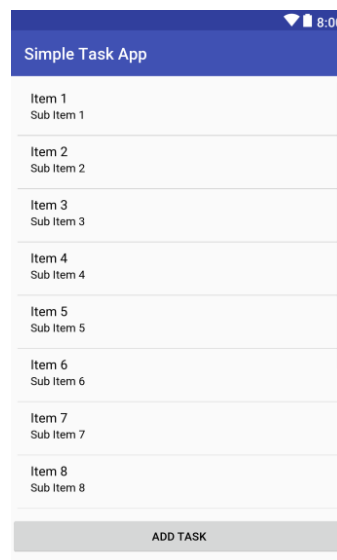 8:00
Simple Task App
Item 1
Sub Item 1
Item 2
Sub Item 2
Item 3
Sub Item 3
Item 4
Sub Item 4
Item 5
Sub Item 5
Item 6
Sub Item 6
Item 7
Sub Item 7
Item 8
Sub Item 8
ADD TASK